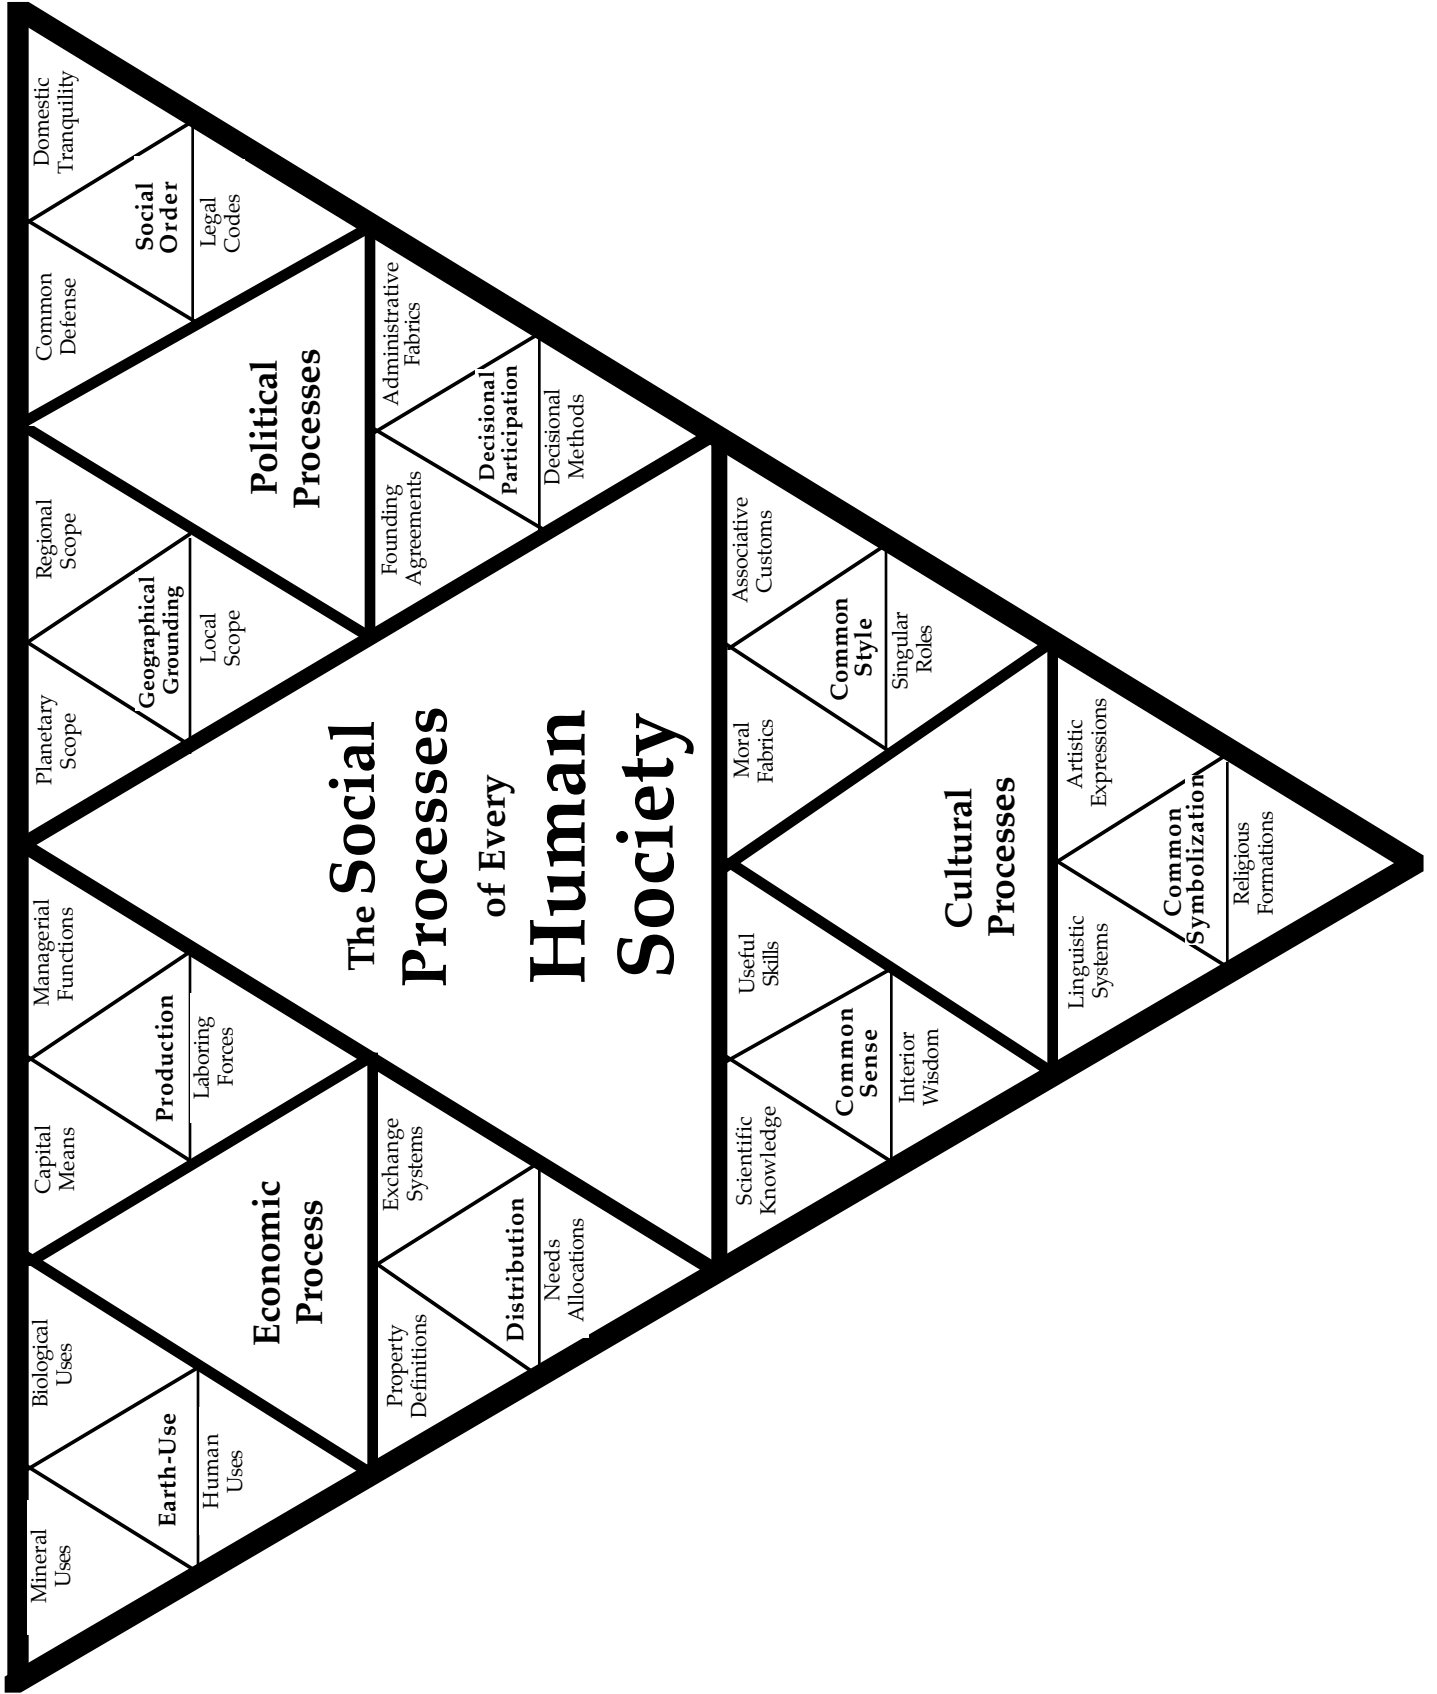 The Social
Processes
of Every
Human
Society
Economic
Process
Earth-Use
Mineral
Uses
Biological
Uses
Human
Uses
Production
Capital
Means
Managerial
Functions
Laboring
Forces
Distribution
Property
Definitions
Exchange
Systems
Needs
Allocations
Political
Processes
Geographical
Grounding
Planetary
Scope
Regional
Scope
Local
Scope
Social
Order
Common
Defense
Domestic
Tranquility
Legal
Codes
Decisional
Participation
Founding
Agreements
Administrative
Fabrics
Decisional
Methods
Cultural
Processes
Common
Sense
Scientific
Knowledge
Useful
Skills
Interior
Wisdom
Common
Style
Moral
Fabrics
Associative
Customs
Singular
Roles
Common
Symbolization
Linguistic
Systems
Artistic
Expressions
Religious
Formations